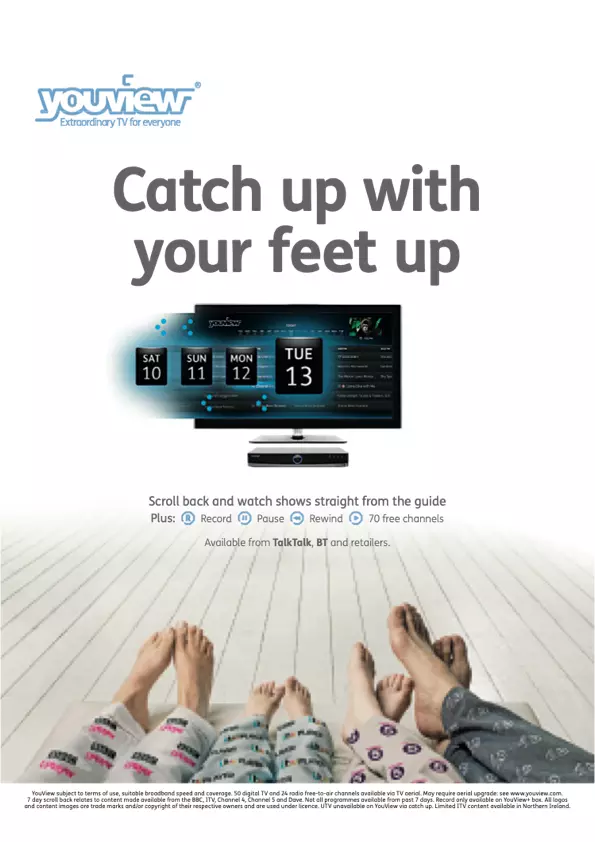 youview®
Extraordinary TV for everyone
Catch up with
your feet up
youview
SAT 10 SUN 11 MON 12 TUE 13
Scroll back and watch shows straight from the guide
Plus: Record Pause Rewind 70 free channels
Available from TalkTalk, BT and retailers.
YouView subject to terms of use, suitable broadband speed and coverage. 50 digital TV and 24 radio free-to-air channels available via TV aerial. May require aerial upgrade: see www.youview.com.
7 day scroll back relates to content made available from the BBC, ITV, Channel 4, Channel 5 and Dave. Not all programmes available from past 7 days. Record only available on YouView+ box. All logos
and content images are trade marks and/or copyright of their respective owners and are used under licence. UTV unavailable on YouView via catch up. Limited ITV content available in Northern Ireland.